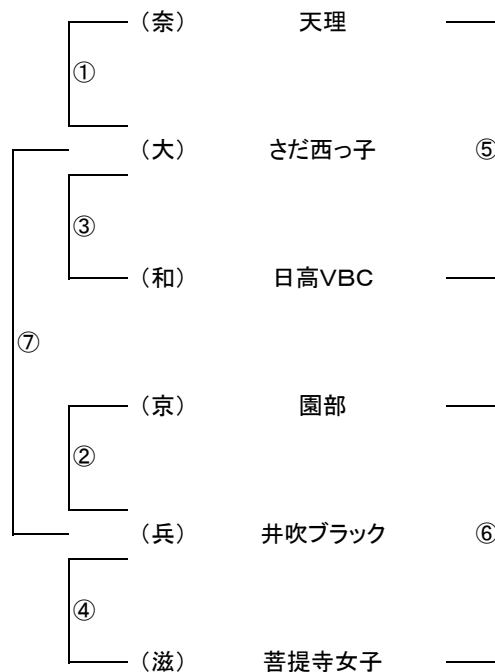 （奈） 天理
①
（大） さだ西っ子 ⑤
③
（和） 日高VBC
⑦
（京） 園部
②
（兵） 井吹ブラック ⑥
④
（滋） 菩提寺女子